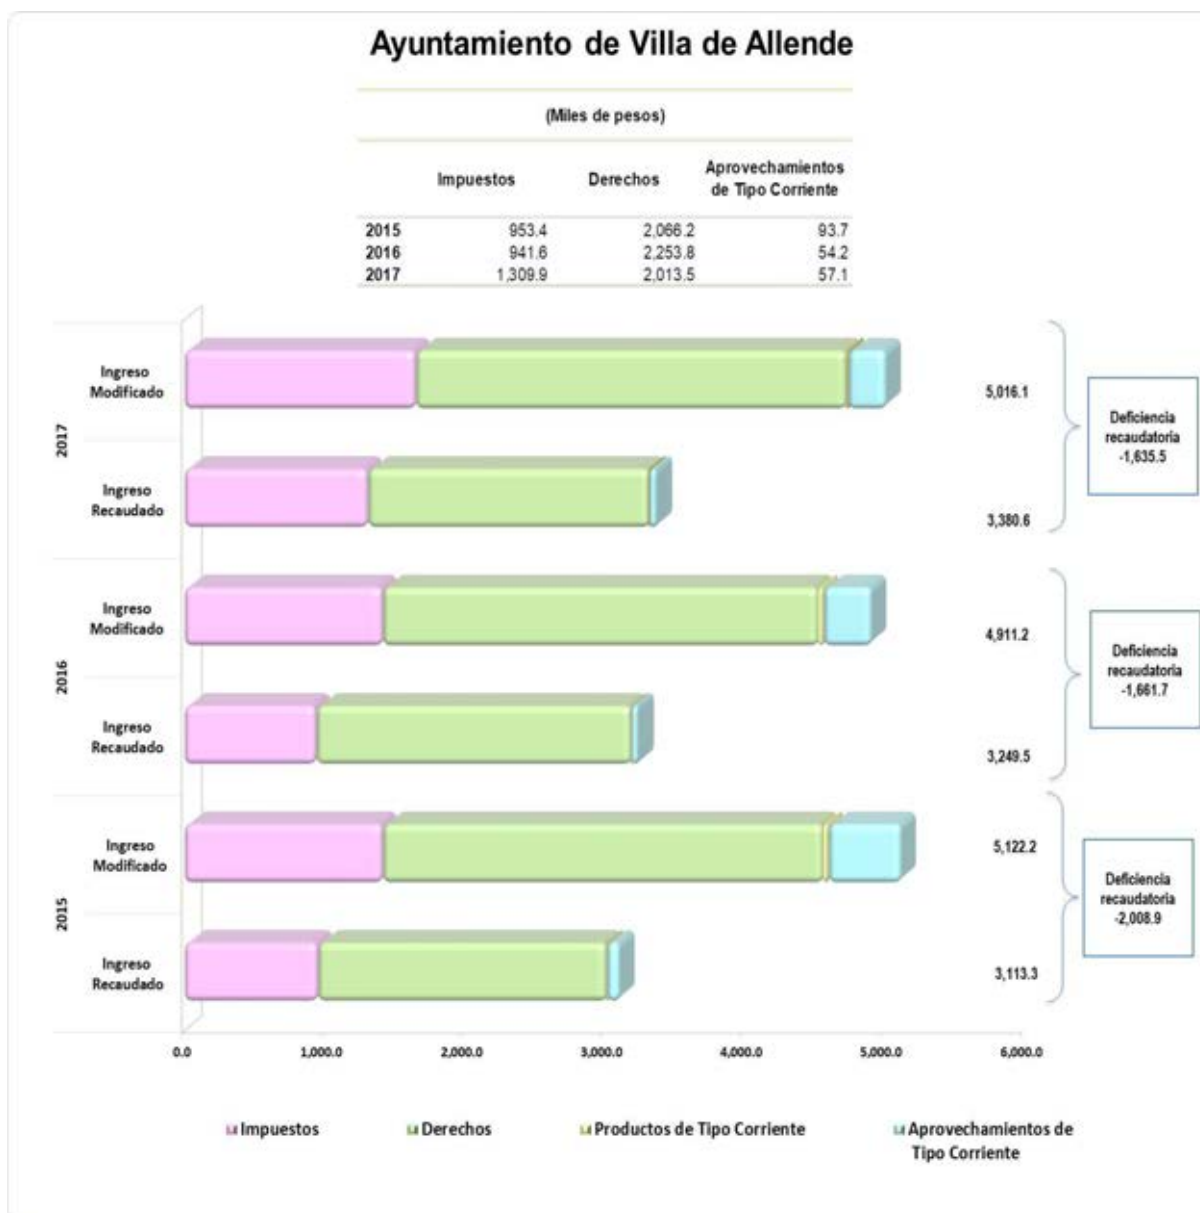 Ayuntamiento de Villa de Allende
(Miles de pesos)
Impuestos Derechos Aprovechamientos de Tipo Corriente
2015 953.4 2,066.2 93.7
2016 941.6 2,253.8 54.2
2017 1,309.9 2,013.5 57.1
2017
Ingreso
Modificado
5,016.1
Ingreso
Recaudado
3,380.6
Deficiencia
recaudatoria
-1,635.5
2016
Ingreso
Modificado
4,911.2
Ingreso
Recaudado
3,249.5
Deficiencia
recaudatoria
-1,661.7
2015
Ingreso
Modificado
5,122.2
Ingreso
Recaudado
3,113.3
Deficiencia
recaudatoria
-2,008.9
0.0 1,000.0 2,000.0 3,000.0 4,000.0 5,000.0 6,000.0
Impuestos Derechos Productos de Tipo Corriente Aprovechamientos de
Tipo Corriente